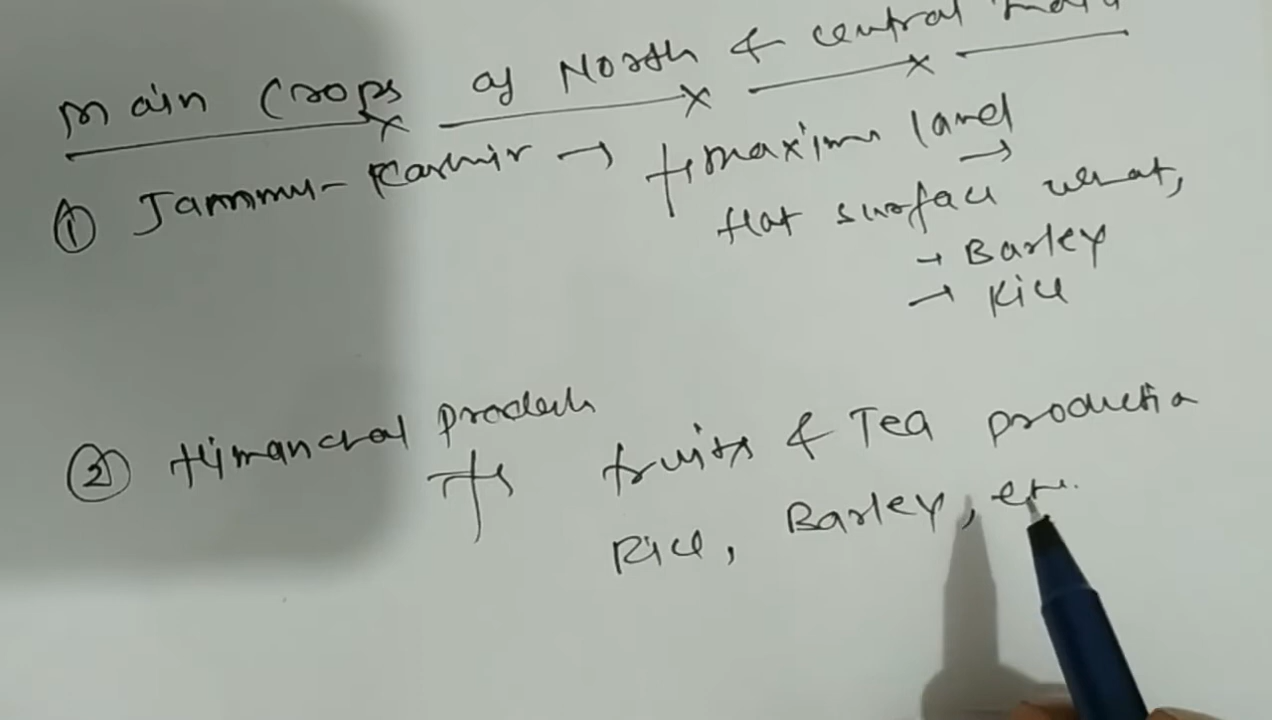 Main Crops of North & central India
① Jammu-Kashmir → maximum land
flat surface wheat,
→ Barley
→ Rice
② Himanchal pradesh fruits & Tea production
Rice, Barley, etc.